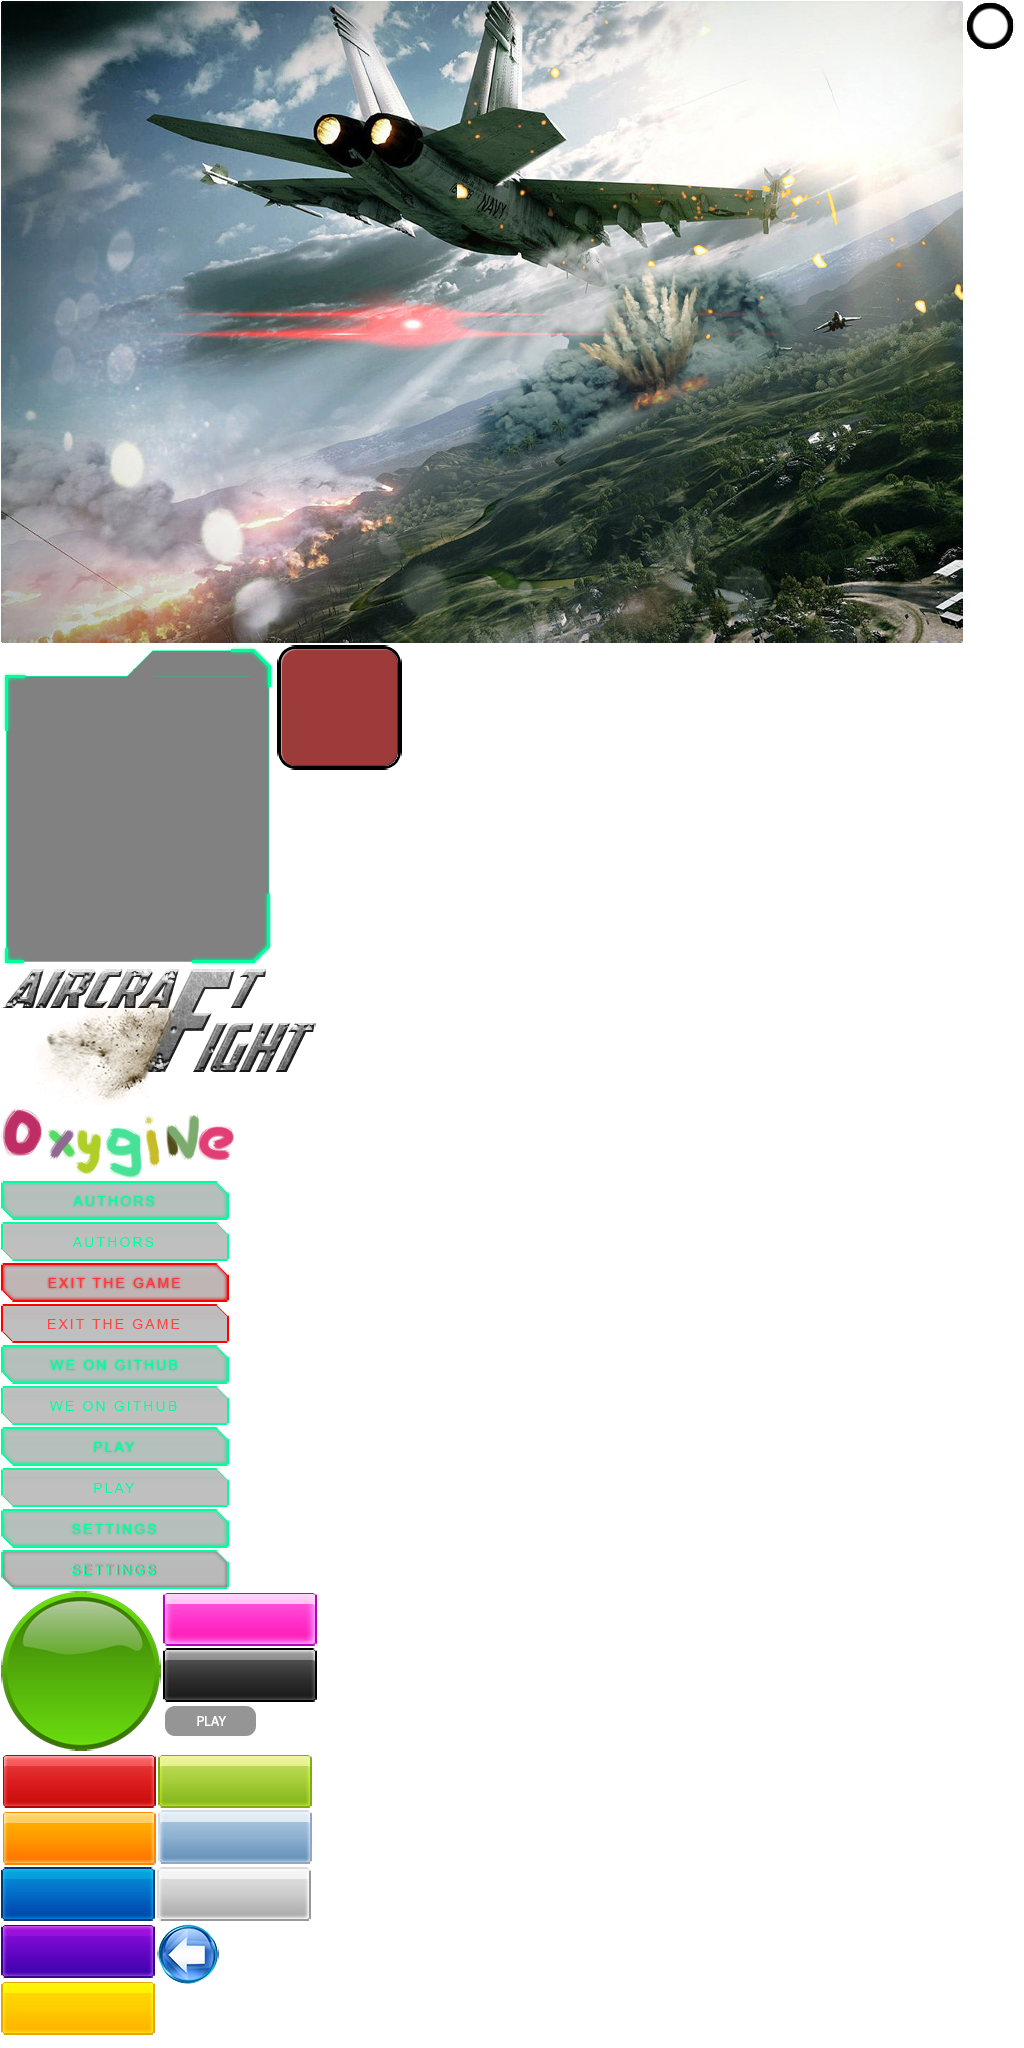 NAVY
AIRCRAFT
FIGHT
OxygiNe
AUTHORS
AUTHORS
EXIT THE GAME
EXIT THE GAME
WE ON GITHUB
WE ON GITHUB
PLAY
PLAY
SETTINGS
SETTINGS
PLAY